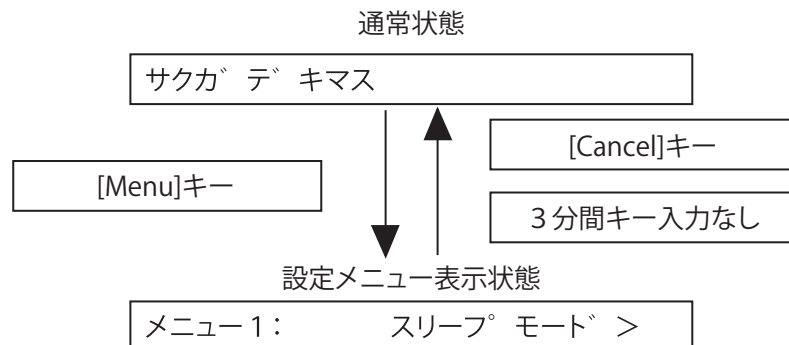 通常状態
サクカ゛テ゛キマス
[Menu]キー
[Cancel]キー
3分間キー入力なし
設定メニュー表示状態
メニュー1: スリープ゜モード゛>